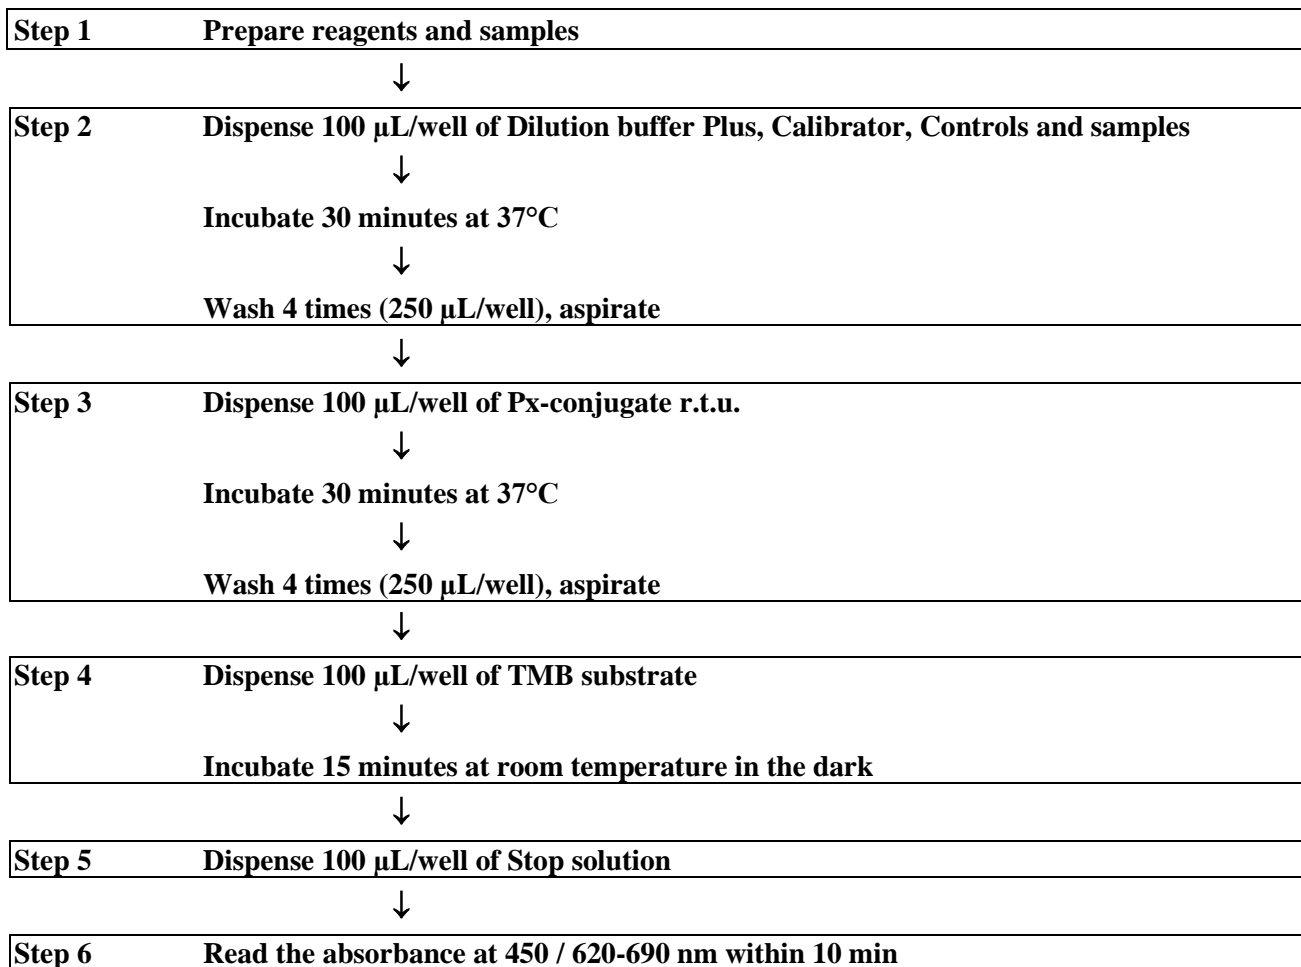 Step 1 Prepare reagents and samples
↓
Step 2 Dispense 100 µL/well of Dilution buffer Plus, Calibrator, Controls and samples
↓
Incubate 30 minutes at 37°C
↓
Wash 4 times (250 µL/well), aspirate
↓
Step 3 Dispense 100 µL/well of Px-conjugate r.t.u.
↓
Incubate 30 minutes at 37°C
↓
Wash 4 times (250 µL/well), aspirate
↓
Step 4 Dispense 100 µL/well of TMB substrate
↓
Incubate 15 minutes at room temperature in the dark
↓
Step 5 Dispense 100 µL/well of Stop solution
↓
Step 6 Read the absorbance at 450 / 620-690 nm within 10 min